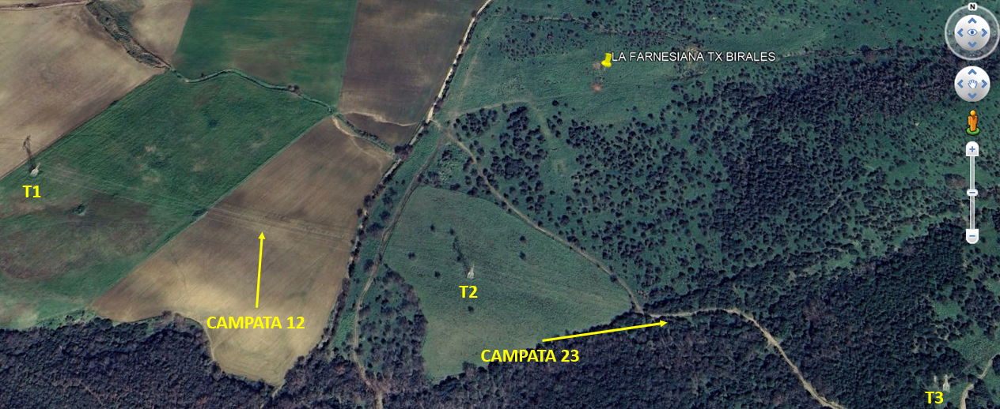 N
LA FARNESIANA TX BIRALES
T1
T2
CAMPATA 12
CAMPATA 23
T3